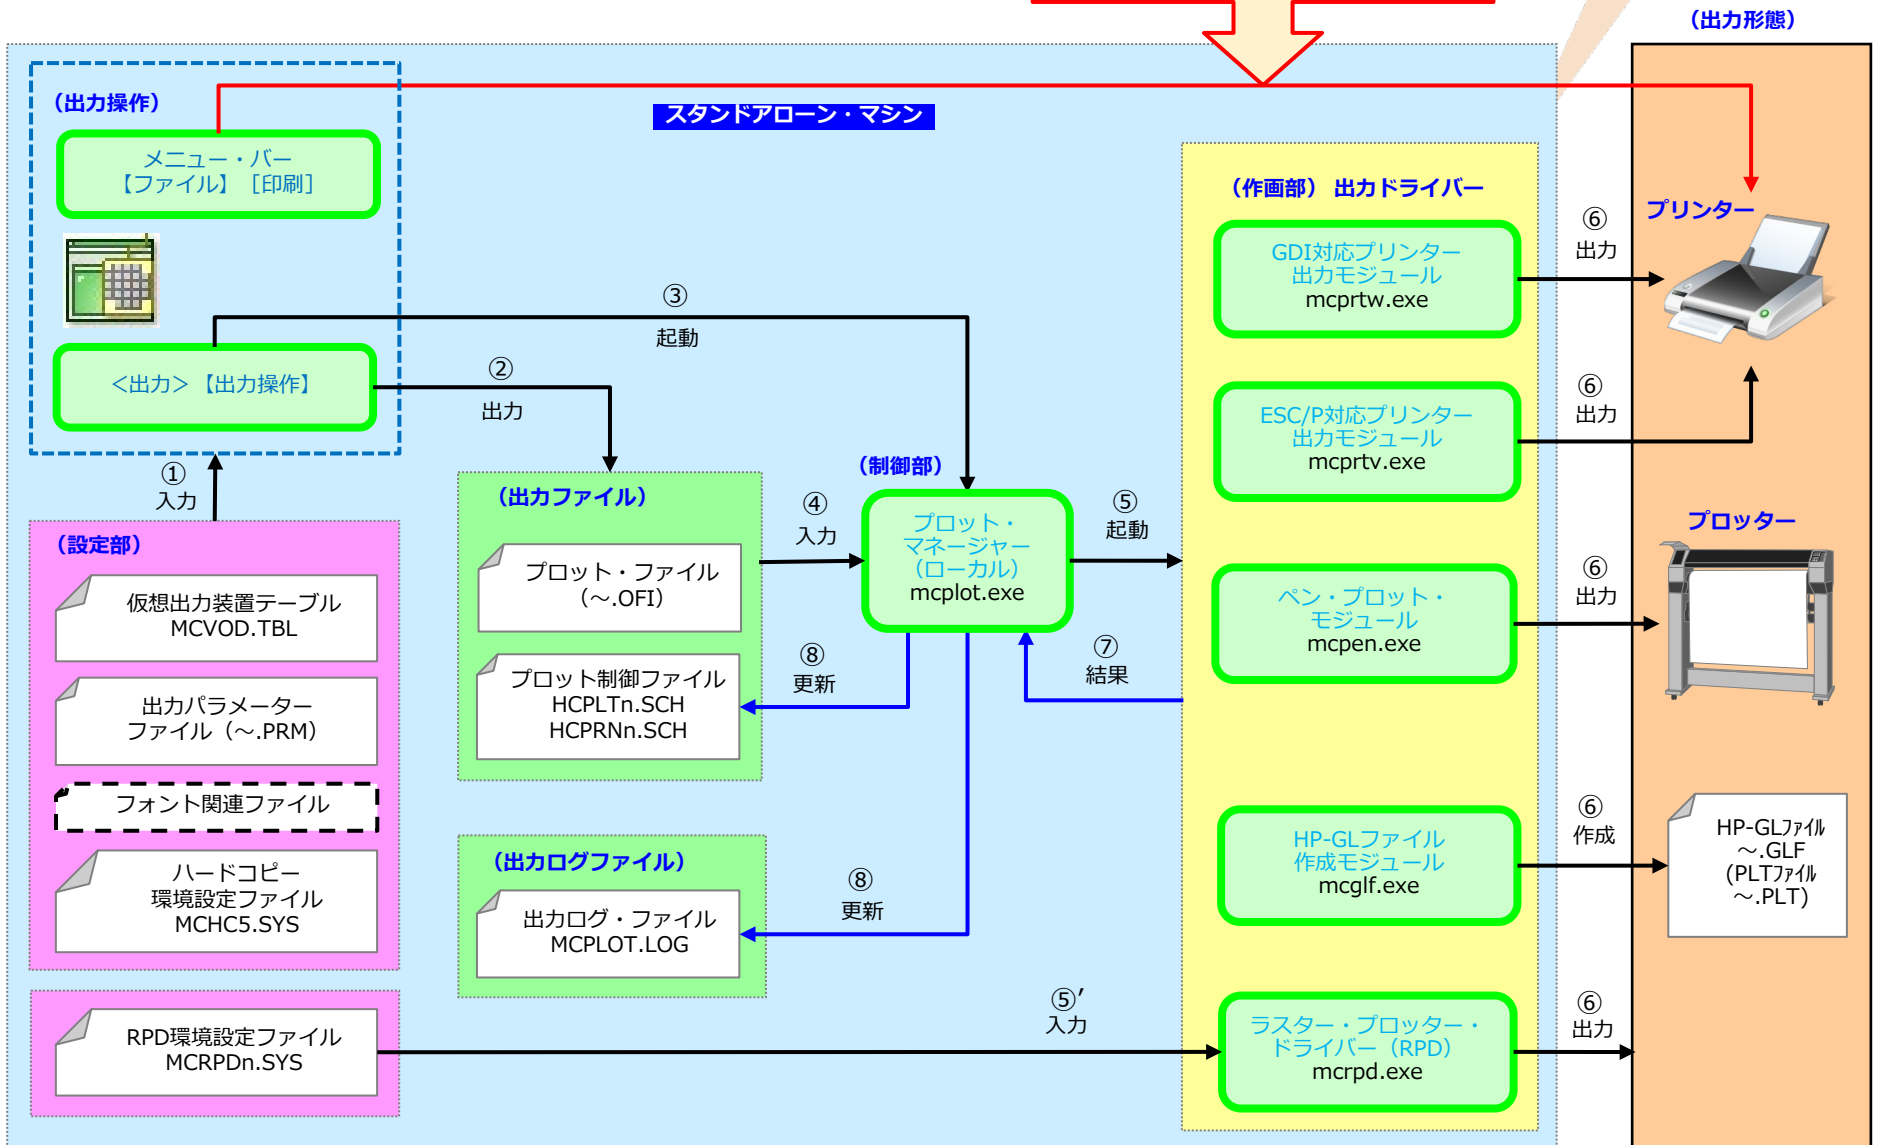 （出力形態）
（出力操作）
スタンドアローン・マシン
メニュー・バー
【ファイル】［印刷］
＜出力＞【出力操作】
①
入力
②
出力
③
起動
（設定部）
仮想出力装置テーブル
MCVOD.TBL
出力パラメーター
ファイル（～.PRM）
フォント関連ファイル
ハードコピー
環境設定ファイル
MCHC5.SYS
RPD環境設定ファイル
MCRPDn.SYS
（出力ファイル）
プロット・ファイル
（～.OFI）
プロット制御ファイル
HCPLTn.SCH
HCPRNn.SCH
（出力ログファイル）
出力ログ・ファイル
MCPLOT.LOG
④
入力
（制御部）
プロット・
マネージャー
（ローカル）
mcplot.exe
⑤
起動
⑦
結果
⑧
更新
⑧
更新
⑤’
入力
（作画部）出力ドライバー
GDI対応プリンター
出力モジュール
mcprtw.exe
ESC/P対応プリンター
出力モジュール
mcprtv.exe
ペン・プロット・
モジュール
mcpen.exe
HP-GLファイル
作成モジュール
mcglf.exe
ラスター・プロッター・
ドライバー（RPD）
mcrpd.exe
⑥
出力
⑥
出力
⑥
出力
⑥
作成
⑥
出力
プリンター
プロッター
HP-GLﾌｧｲﾙ
～.GLF
(PLTﾌｧｲﾙ
～.PLT)